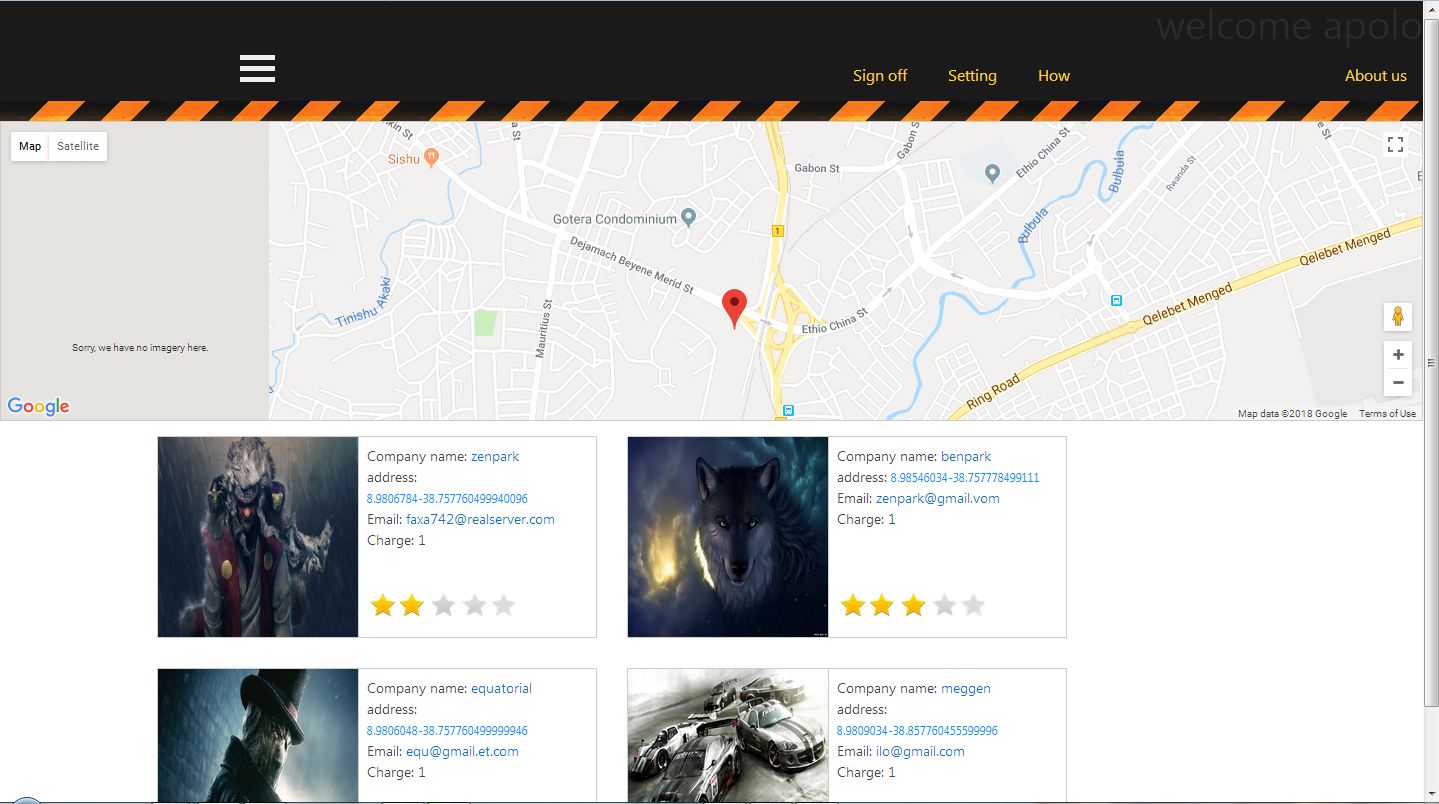 welcome apolo
Sign off Setting How About us
Map Satellite
Sishu
Gabon St
Gabon St
Ethio China St
Bulbula
Rwanda St
Gotera Condominium
1
Bulbula
Dejamach Beyene Merid St
Qelebet Menged
Tinishu Akaki
Mauritius St
Ethio China St
Qelebet Menged
Sorry, we have no imagery here.
Ring Road
Google
Map data ©2018 Google Terms of Use
Company name: zenpark
address:
8.9806784-38.757760499940096
Email: faxa742@realserver.com
Charge: 1
Company name: benpark
address: 8.98546034-38.757778499111
Email: zenpark@gmail.vom
Charge: 1
Company name: equatorial
address:
8.9806048-38.757760499999946
Email: equ@gmail.et.com
Charge: 1
Company name: meggen
address:
8.9809034-38.857760455599996
Email: ilo@gmail.com
Charge: 1